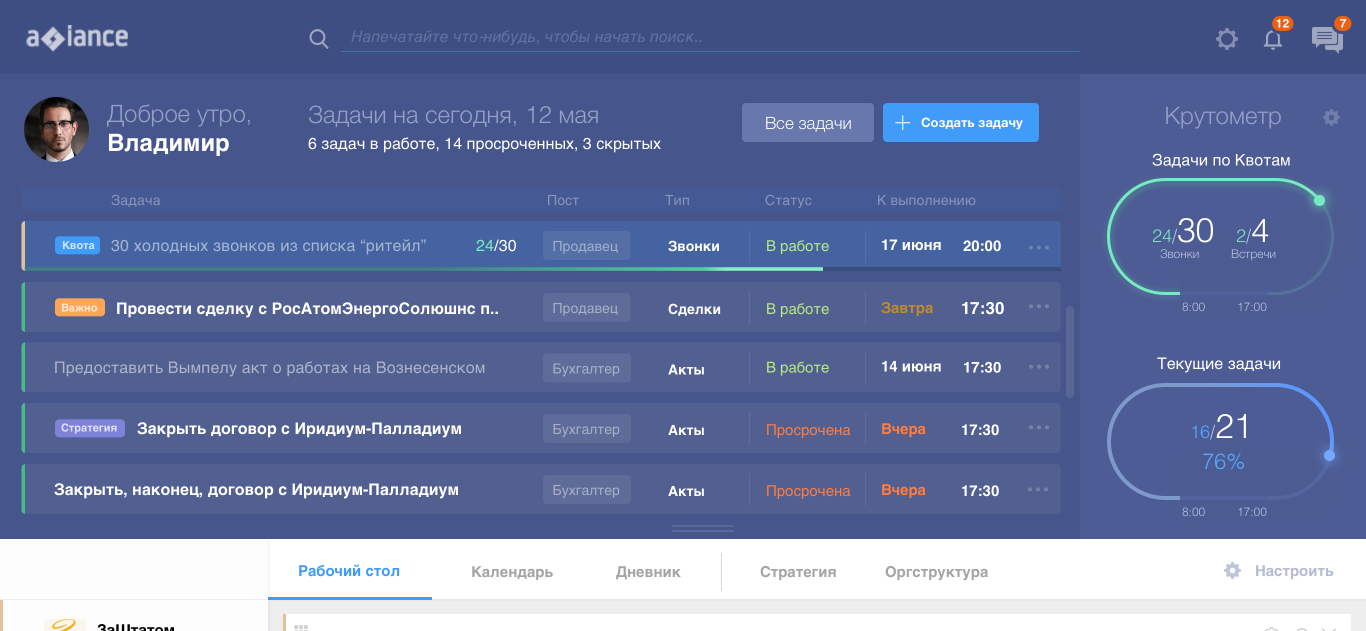 a iance
Напечатайте что-нибудь, чтобы начать поиск..
12
7
Доброе утро,
Владимир
Задачи на сегодня, 12 мая
6 задач в работе, 14 просроченных, 3 скрытых
Все задачи
Создать задачу
Задача Пост Тип Статус К выполнению
Квота 30 холодных звонков из списка “ритейл” 24/30 Продавец Звонки В работе 17 июня 20:00
Важно Провести сделку с РосАтомЭнергоСолюшнс п.. Продавец Сделки В работе Завтра 17:30
Предоставить Вымпелу акт о работах на Вознесенском Бухгалтер Акты В работе 14 июня 17:30
Стратегия Закрыть договор с Иридиум-Палладиум Бухгалтер Акты Просрочена Вчера 17:30
Закрыть, наконец, договор с Иридиум-Палладиум Бухгалтер Акты Просрочена Вчера 17:30
Крутометр
Задачи по Квотам
24/30 2/4
Звонки Встречи
8:00 17:00
Текущие задачи
16/21
76%
8:00 17:00
Рабочий стол Календарь Дневник Стратегия Оргструктура Настроить
ЗаШтатом